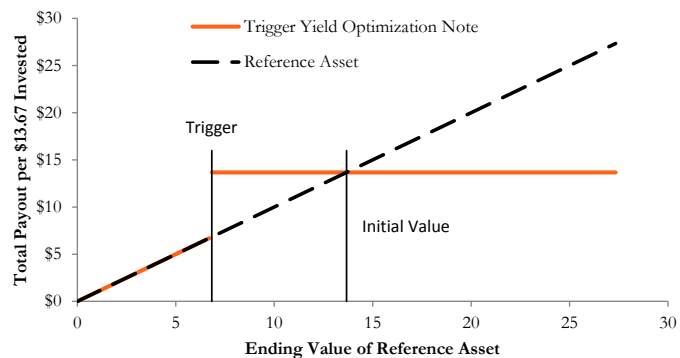 Trigger Yield Optimization Note
Reference Asset
Total Payout per $13.67 Invested
$30
$25
$20
$15
$10
$5
$0
Trigger
Initial Value
0
5
10
15
20
25
30
Ending Value of Reference Asset